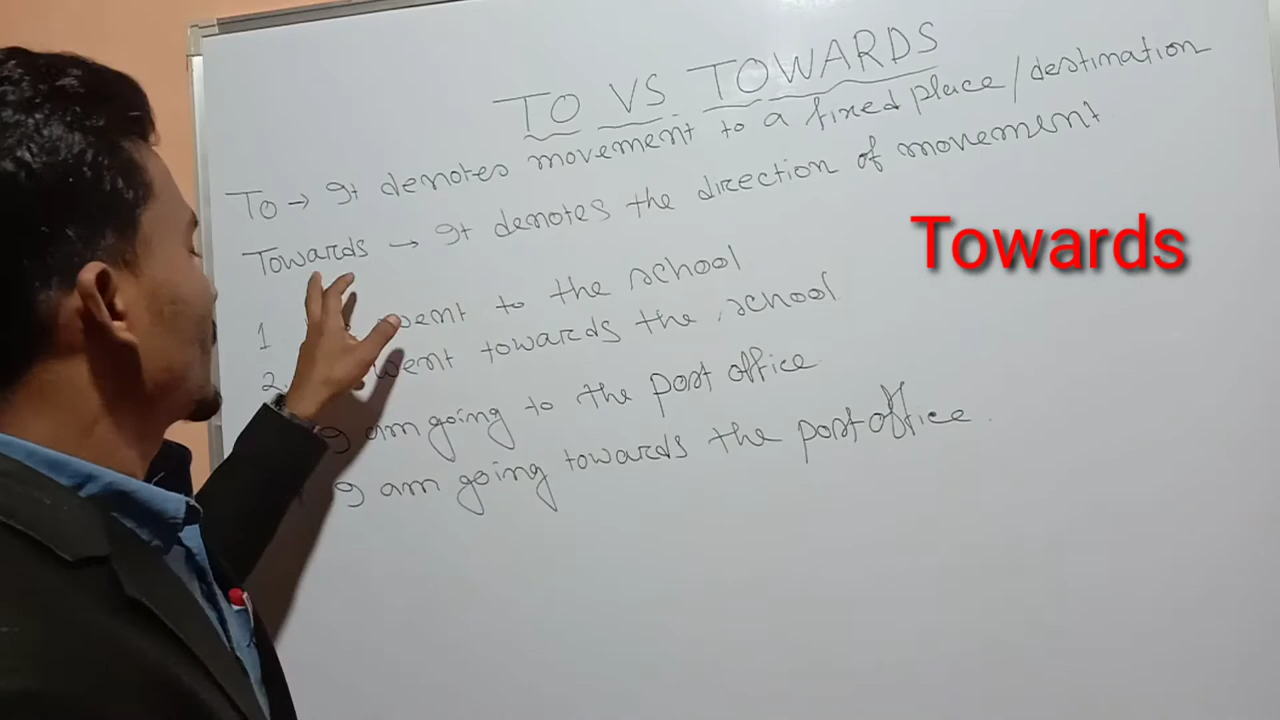 TO VS TOWARDS
To → It denotes movement to a fixed place/destination
Towards → It denotes the direction of movement
Towards
1 went to the school
2. went towards the school
I am going to the post office
I am going towards the post office.